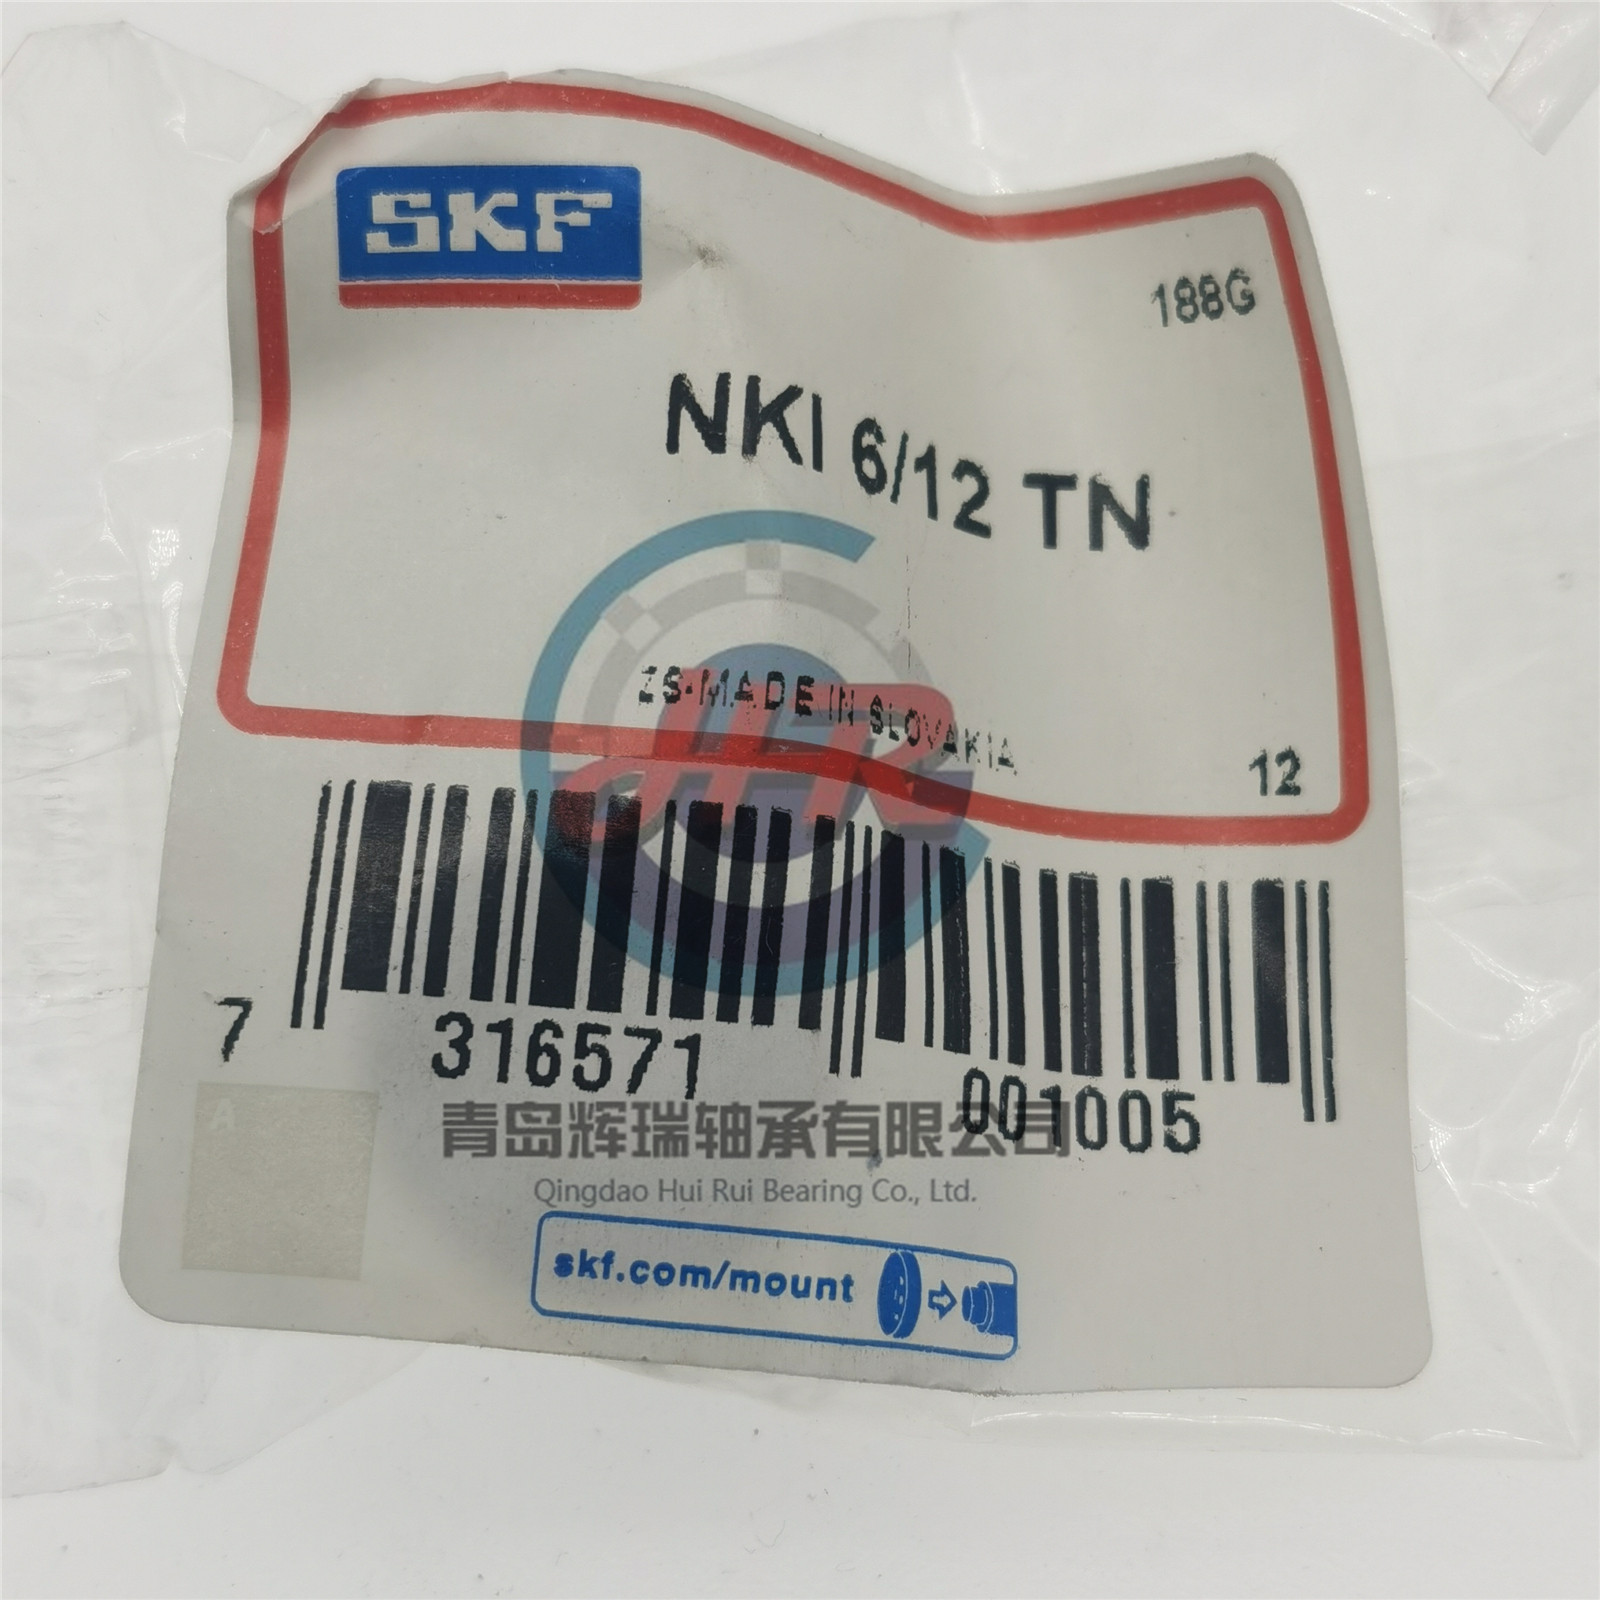 SKF
188G
NKI 6/12 TN
ZS-MADE IN SLOVAKIA
12
HR
7 316571 001005
青岛辉瑞轴承有限公司
Qingdao Hui Rui Bearing Co., Ltd.
A
skf.com/mount